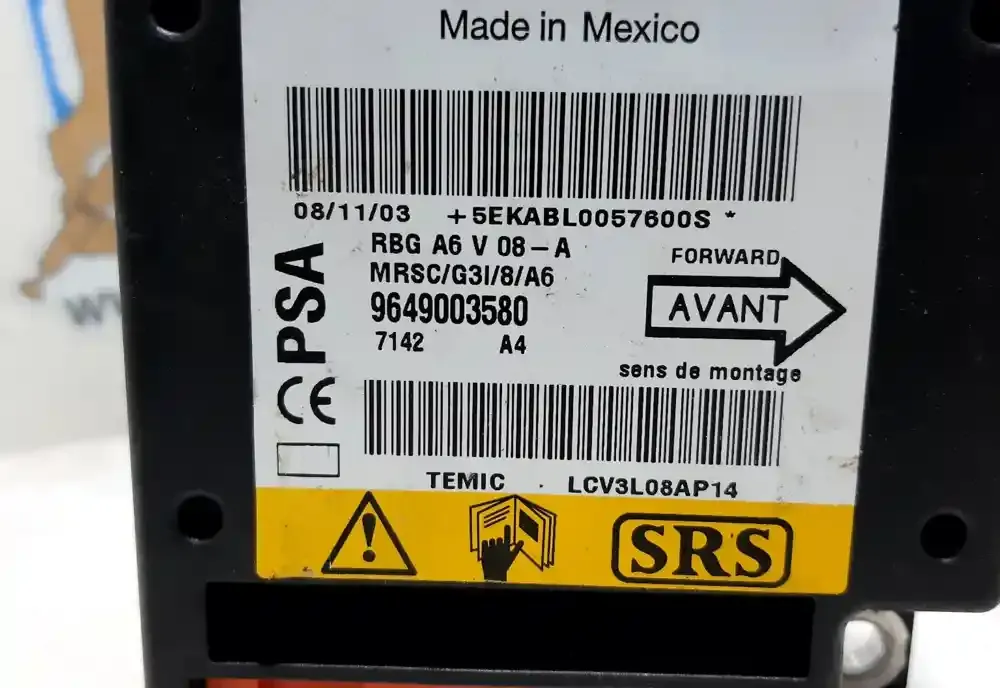 Made in Mexico
08/11/03 +5EKABL0057600S *
RBG A6 V 08-A
MRSC/G3I/8/A6
9649003580
7142 A4
PSA
CE
FORWARD
AVANT
sens de montage
TEMIC . LCV3L08AP14
SRS